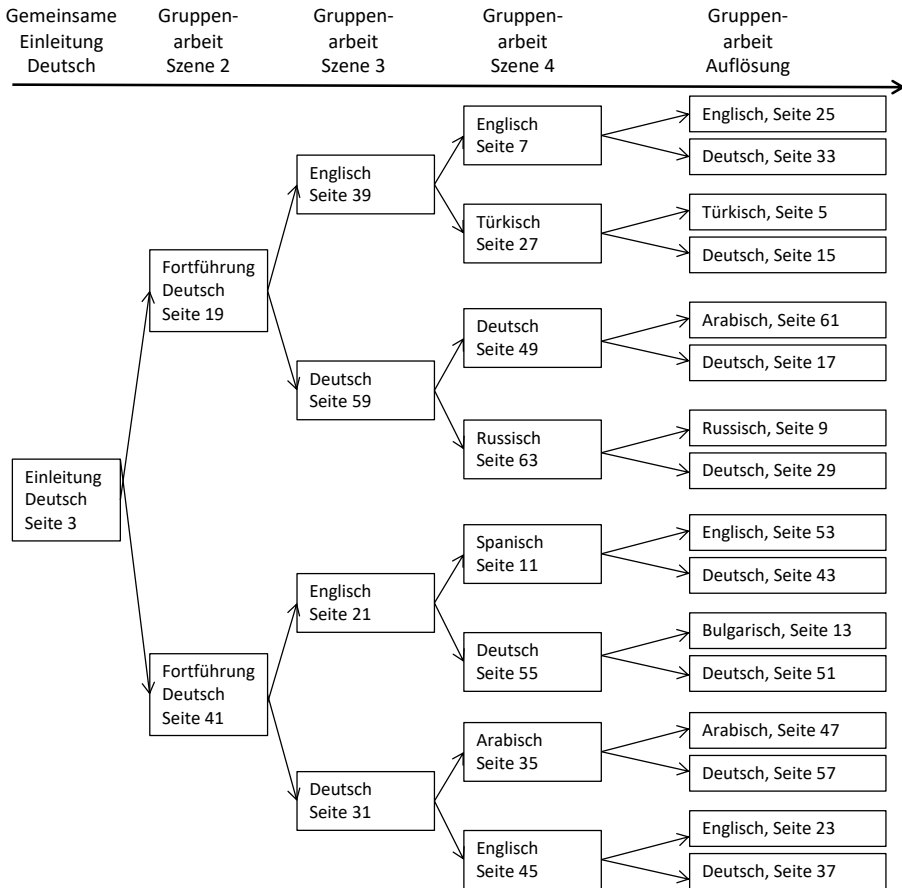 Gemeinsame
Einleitung
Deutsch
Gruppen-
arbeit
Szene 2
Gruppen-
arbeit
Szene 3
Gruppen-
arbeit
Szene 4
Gruppen-
arbeit
Auflösung
Einleitung
Deutsch
Seite 3
Fortführung
Deutsch
Seite 19
Fortführung
Deutsch
Seite 41
Englisch
Seite 39
Deutsch
Seite 59
Englisch
Seite 21
Deutsch
Seite 31
Englisch
Seite 7
Türkisch
Seite 27
Deutsch
Seite 49
Russisch
Seite 63
Spanisch
Seite 11
Deutsch
Seite 55
Arabisch
Seite 35
Englisch
Seite 45
Englisch, Seite 25
Deutsch, Seite 33
Türkisch, Seite 5
Deutsch, Seite 15
Arabisch, Seite 61
Deutsch, Seite 17
Russisch, Seite 9
Deutsch, Seite 29
Englisch, Seite 53
Deutsch, Seite 43
Bulgarisch, Seite 13
Deutsch, Seite 51
Arabisch, Seite 47
Deutsch, Seite 57
Englisch, Seite 23
Deutsch, Seite 37